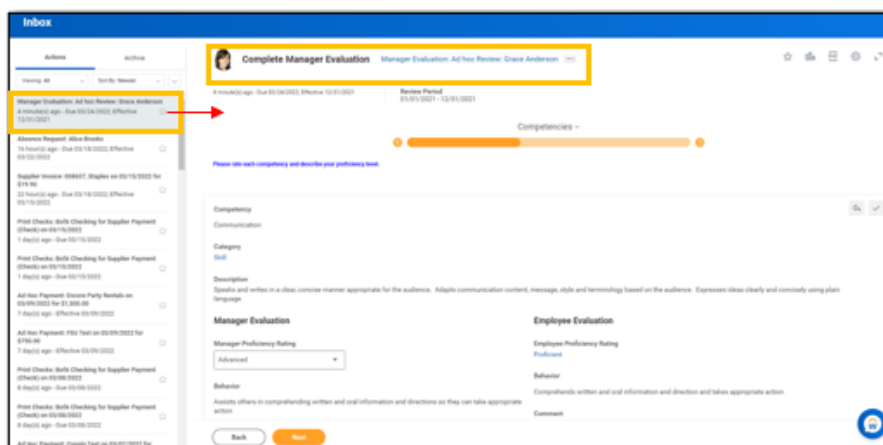 Inbox
Actions
Archive
Viewing: All
Sort By: Newest
Manager Evaluation: Ad hoc Review: Grace Anderson
4 minute(s) ago - Due 03/24/2022; Effective
12/31/2021
Absence Request: Alice Brooks
16 hour(s) ago - Due 03/18/2022; Effective
03/22/2022
Supplier Invoice: 008637, Staples on 03/15/2022 for
$19.90
22 hour(s) ago - Due 03/16/2022; Effective
03/15/2022
Print Checks: BofA Checking for Supplier Payment
(Check) on 03/15/2022
1 day(s) ago - Due 03/15/2022
Print Checks: BofA Checking for Supplier Payment
(Check) on 03/15/2022
1 day(s) ago - Due 03/15/2022
Ad Hoc Payment: Encore Party Rentals on
03/09/2022 for $1,500.00
7 day(s) ago - Effective 03/09/2022
Ad Hoc Payment: FSU Test on 03/09/2022 for
$750.00
7 day(s) ago - Effective 03/09/2022
Print Checks: BofA Checking for Supplier Payment
(Check) on 03/08/2022
8 day(s) ago - Due 03/08/2022
Print Checks: BofA Checking for Supplier Payment
(Check) on 03/08/2022
8 day(s) ago - Due 03/08/2022
Complete Manager Evaluation
Manager Evaluation: Ad hoc Review: Grace Anderson
4 minute(s) ago - Due 03/24/2022; Effective 12/31/2021
Review Period
01/01/2021 - 12/31/2021
Competencies
Please rate each competency and describe your proficiency level.
Competency
Communication
Category
Skill
Description
Speaks and writes in a clear, concise manner appropriate for the audience. Adapts communication content, message, style and terminology based on the audience. Expresses ideas clearly and concisely using plain
language.
Manager Evaluation
Manager Proficiency Rating
Advanced
Behavior
Assists others in comprehending written and oral information and directions so they can take appropriate
action
Employee Evaluation
Employee Proficiency Rating
Proficient
Behavior
Comprehends written and oral information and direction and takes appropriate action
Comment
Back
Next